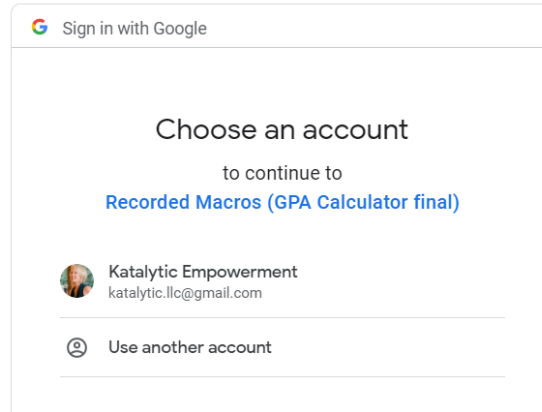 Sign in with Google
Choose an account
to continue to
Recorded Macros (GPA Calculator final)
Katalytic Empowerment
katalytic.llc@gmail.com
Use another account